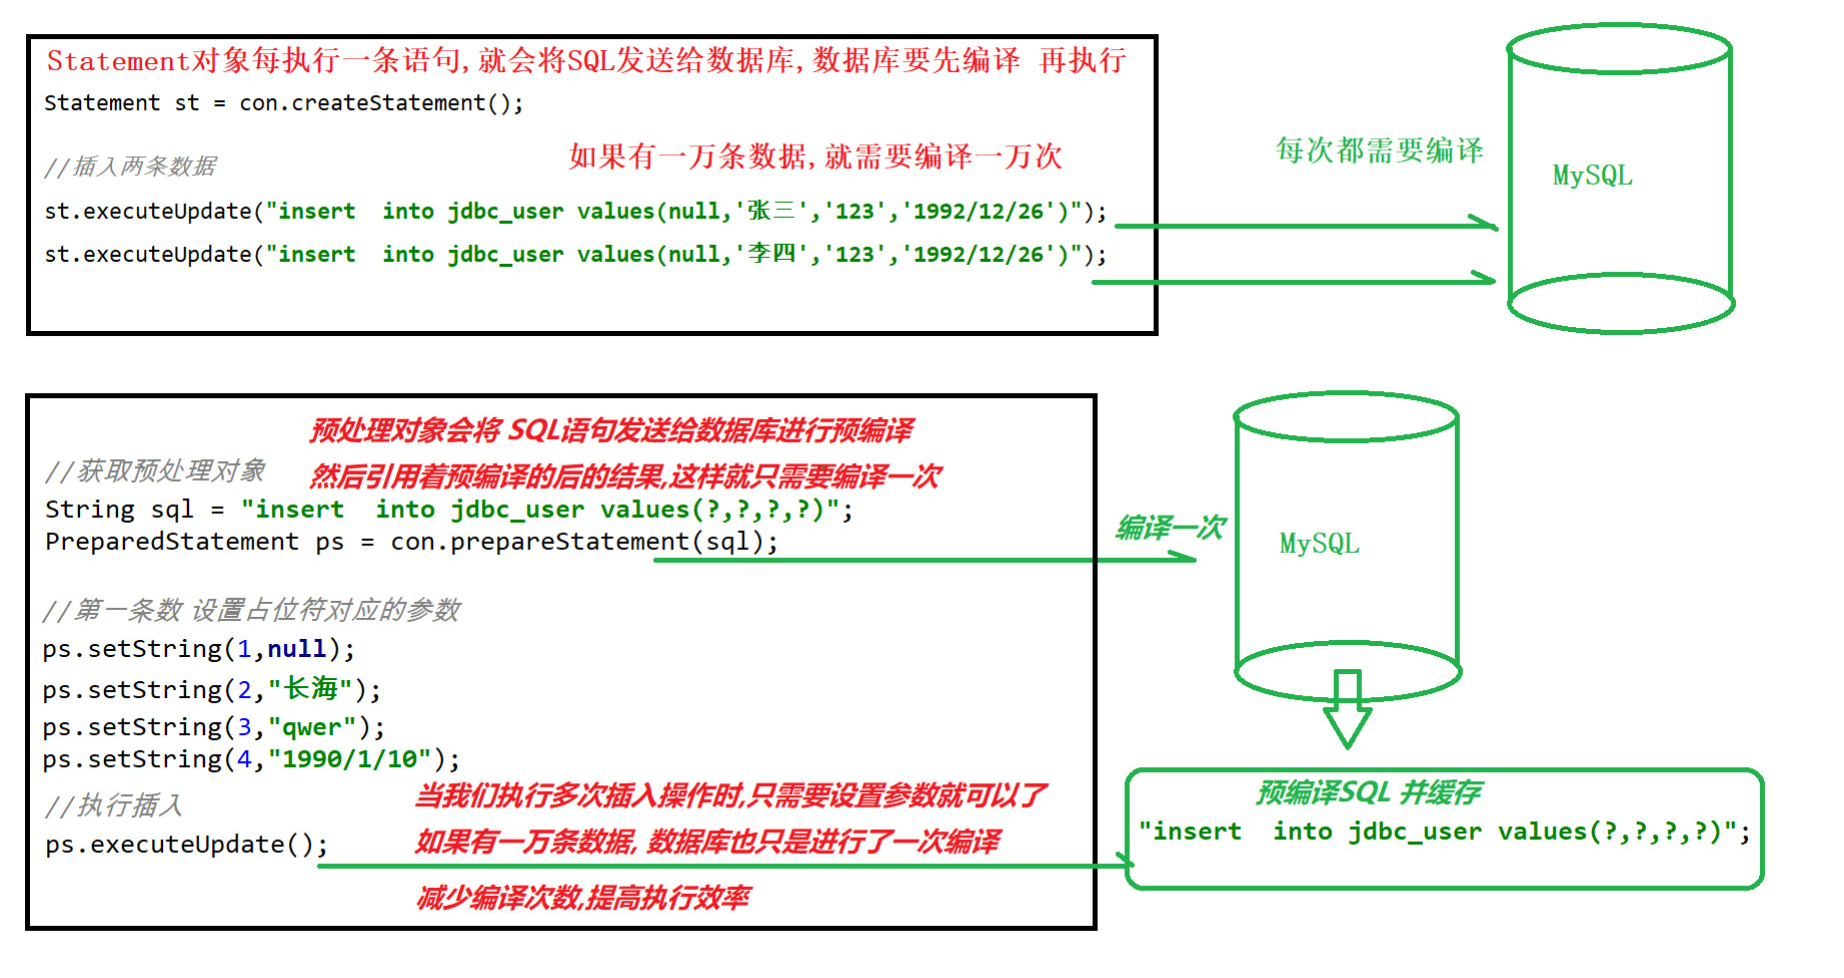 Statement对象每执行一条语句,就会将SQL发送给数据库,数据库要先编译 再执行
Statement st = con.createStatement();
//插入两条数据
如果有一万条数据,就需要编译一万次
st.executeUpdate("insert  into jdbc_user values(null,'张三','123','1992/12/26')");
st.executeUpdate("insert  into jdbc_user values(null,'李四','123','1992/12/26')");
每次都需要编译
MySQL
预处理对象会将 SQL语句发送给数据库进行预编译
//获取预处理对象
然后引用着预编译的后的结果,这样就只需要编译一次
String sql = "insert  into jdbc_user values(?,?,?,?)";
PreparedStatement ps = con.prepareStatement(sql);
编译一次
MySQL
//第一条数 设置占位符对应的参数
ps.setString(1,null);
ps.setString(2,"长海");
ps.setString(3,"qwer");
ps.setString(4,"1990/1/10");
//执行插入
当我们执行多次插入操作时,只需要设置参数就可以了
ps.executeUpdate();
如果有一万条数据, 数据库也只是进行了一次编译
减少编译次数,提高执行效率
预编译SQL 并缓存
"insert  into jdbc_user values(?,?,?,?)";